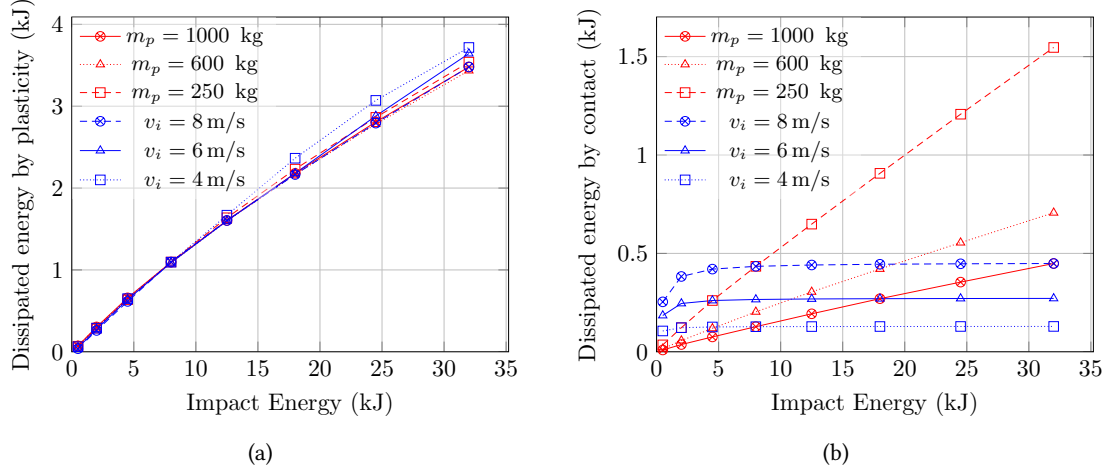 Dissipated energy by plasticity (kJ)
4
3
2
1
0
m_p = 1000 kg
m_p = 600 kg
m_p = 250 kg
v_i = 8 m/s
v_i = 6 m/s
v_i = 4 m/s
0 5 10 15 20 25 30 35
Impact Energy (kJ)
(a)
Dissipated energy by contact (kJ)
1.5
1
0.5
0
m_p = 1000 kg
m_p = 600 kg
m_p = 250 kg
v_i = 8 m/s
v_i = 6 m/s
v_i = 4 m/s
0 5 10 15 20 25 30 35
Impact Energy (kJ)
(b)